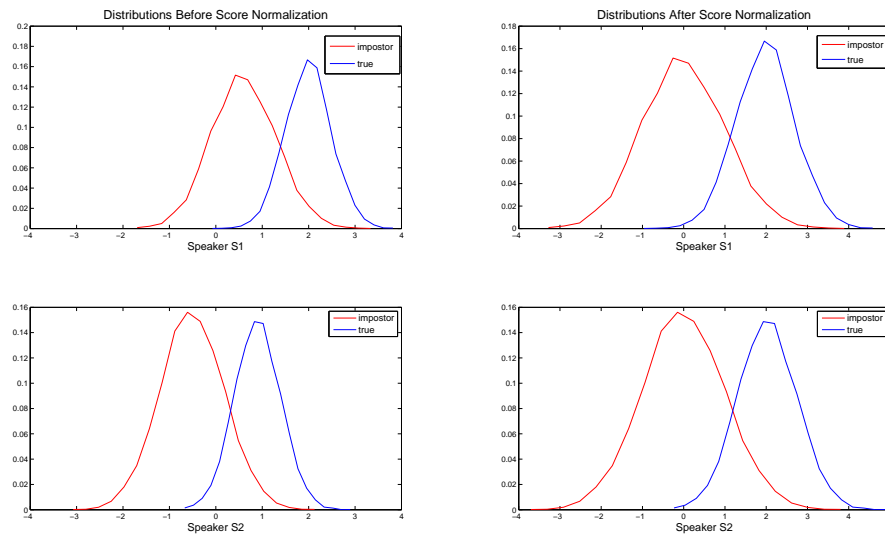 Distributions Before Score Normalization
0.2
0.18
0.16
0.14
0.12
0.1
0.08
0.06
0.04
0.02
0
impostor
true
−4 −3 −2 −1 0 1 2 3 4
Speaker S1
Distributions After Score Normalization
0.18
0.16
0.14
0.12
0.1
0.08
0.06
0.04
0.02
0
impostor
true
−4 −3 −2 −1 0 1 2 3 4
Speaker S1
0.16
0.14
0.12
0.1
0.08
0.06
0.04
0.02
0
impostor
true
−4 −3 −2 −1 0 1 2 3 4
Speaker S2
0.16
0.14
0.12
0.1
0.08
0.06
0.04
0.02
0
impostor
true
−4 −3 −2 −1 0 1 2 3 4
Speaker S2